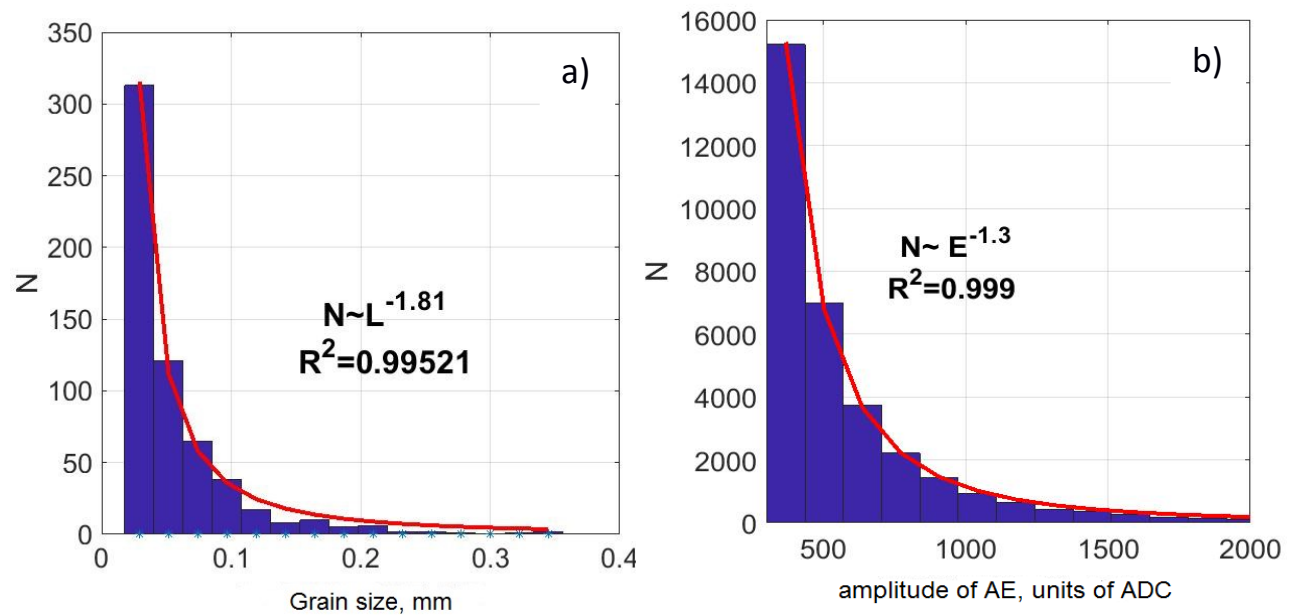 a)
350
300
250
200
150
100
50
0
N
N~L^-1.81
R^2=0.99521
0 0.1 0.2 0.3 0.4
Grain size, mm
b)
16000
14000
12000
10000
8000
6000
4000
2000
0
N
N~ E^-1.3
R^2=0.999
500 1000 1500 2000
amplitude of AE, units of ADC